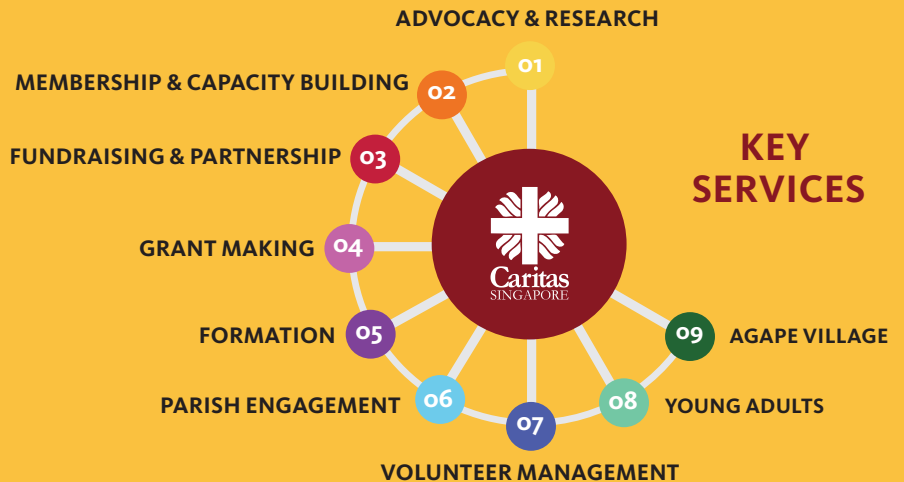 ADVOCACY & RESEARCH
01
MEMBERSHIP & CAPACITY BUILDING
02
FUNDRAISING & PARTNERSHIP
03
KEY
SERVICES
GRANT MAKING
04
Caritas
SINGAPORE
FORMATION
05
09
AGAPE VILLAGE
PARISH ENGAGEMENT
06
08
YOUNG ADULTS
07
VOLUNTEER MANAGEMENT